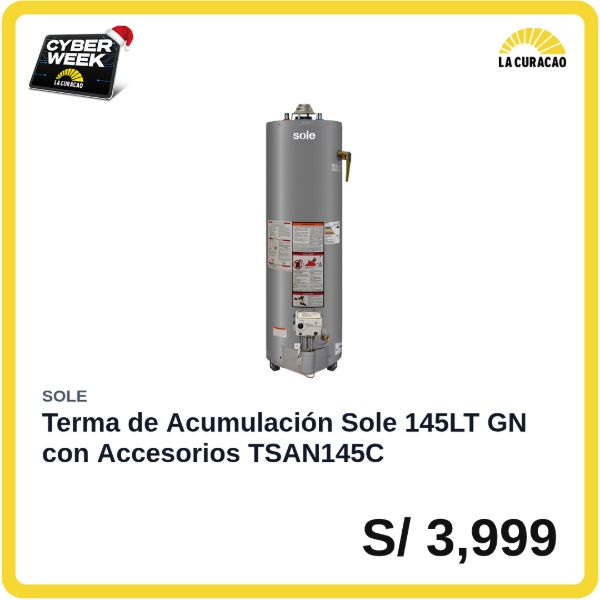 CYBER
WEEK
LA CURACAO
LA CURACAO
sole
SOLE
Terma de Acumulación Sole 145LT GN
con Accesorios TSAN145C
S/ 3,999